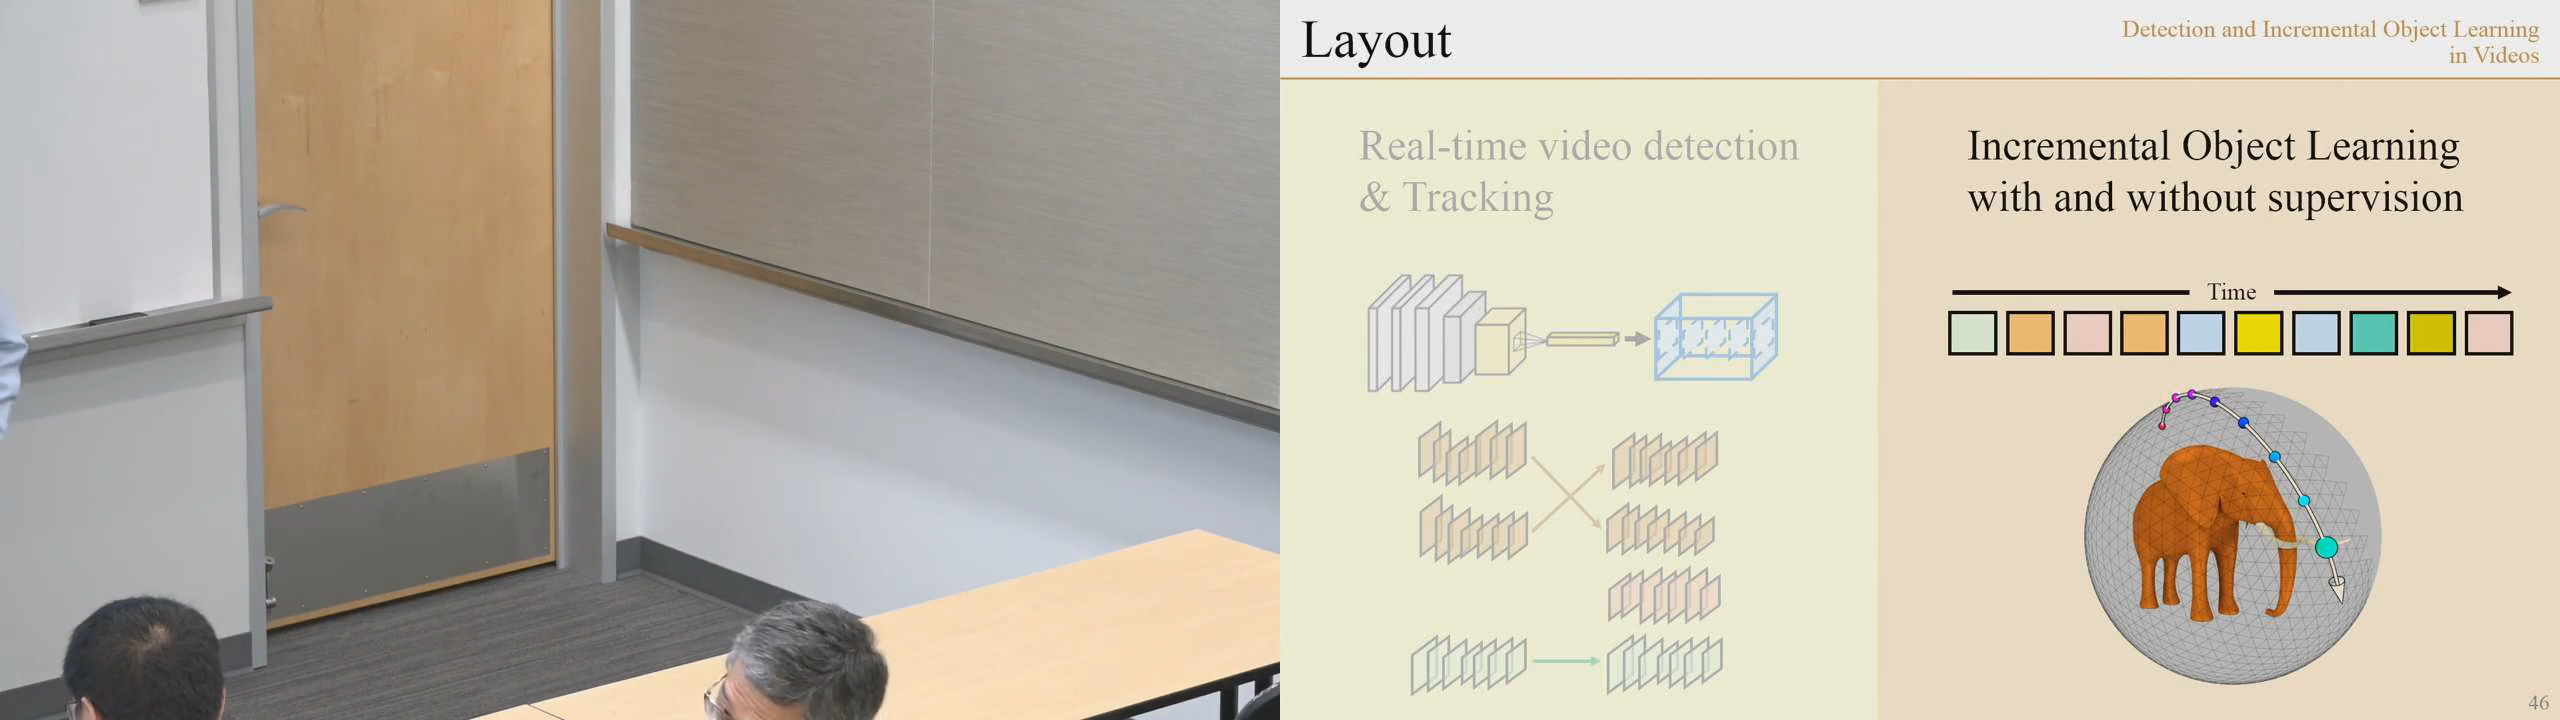 Layout
Detection and Incremental Object Learning
in Videos
Real-time video detection
& Tracking
Incremental Object Learning
with and without supervision
Time
46